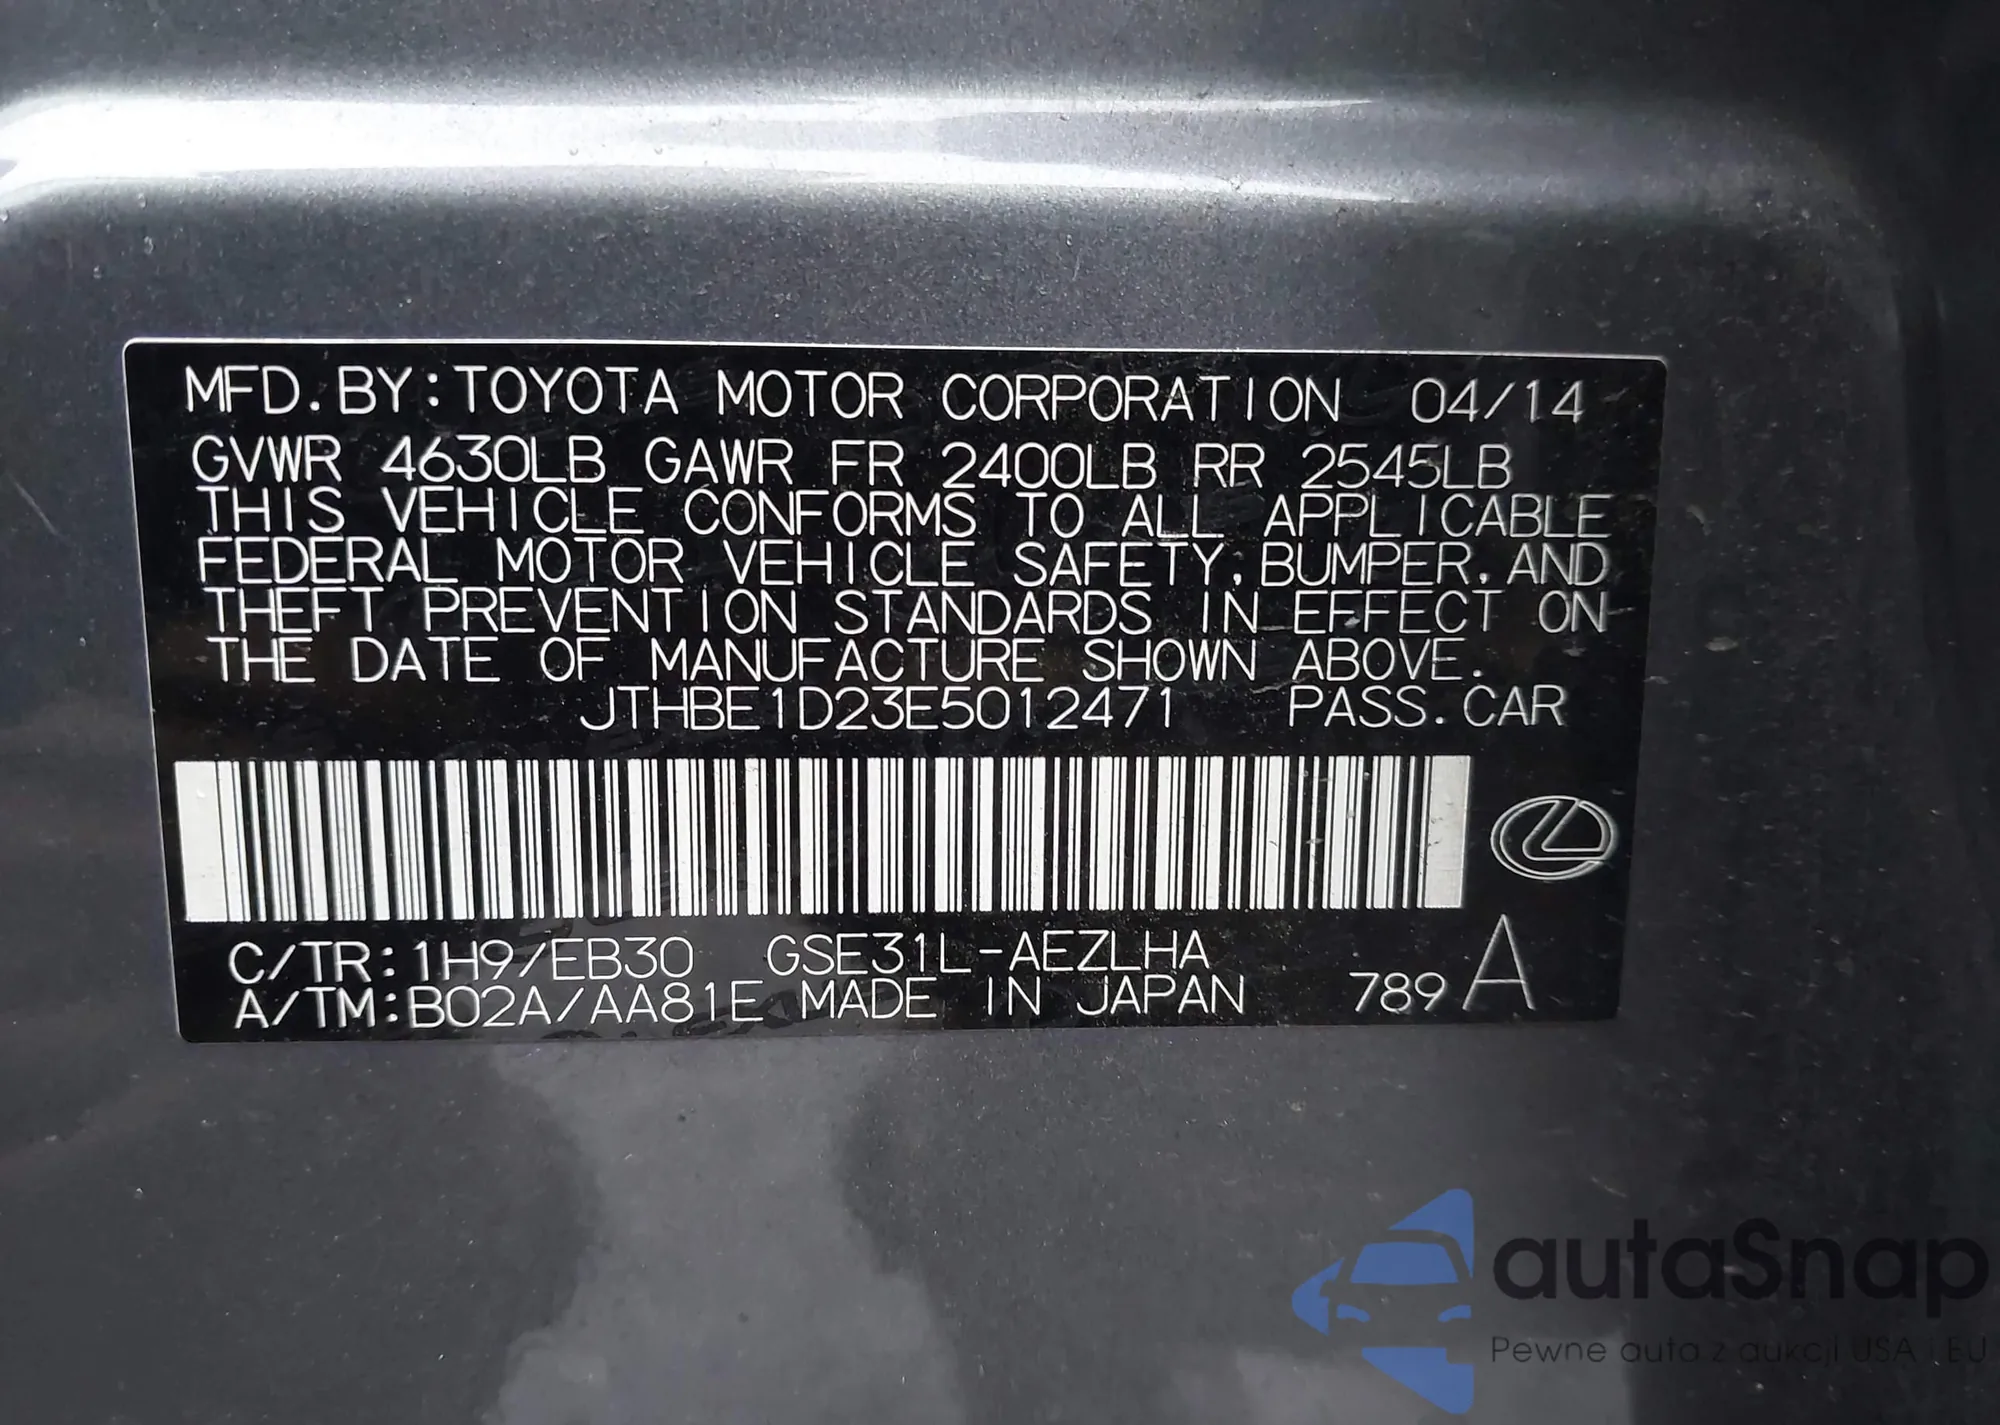 MFD. BY: TOYOTA MOTOR CORPORATION 04/14
GVWR 4630LB GAWR FR 2400LB RR 2545LB
THIS VEHICLE CONFORMS TO ALL APPLICABLE
FEDERAL MOTOR VEHICLE SAFETY, BUMPER, AND
THEFT PREVENTION STANDARDS IN EFFECT ON
THE DATE OF MANUFACTURE SHOWN ABOVE.
JTHBE1D23E5012471 PASS. CAR
C/TR: 1H9/EB30 GSE31L-AEZLHA
A/TM: B02A/AA81E MADE IN JAPAN 789 A
autaSnap
Pewne auta z aukcji USA i EU